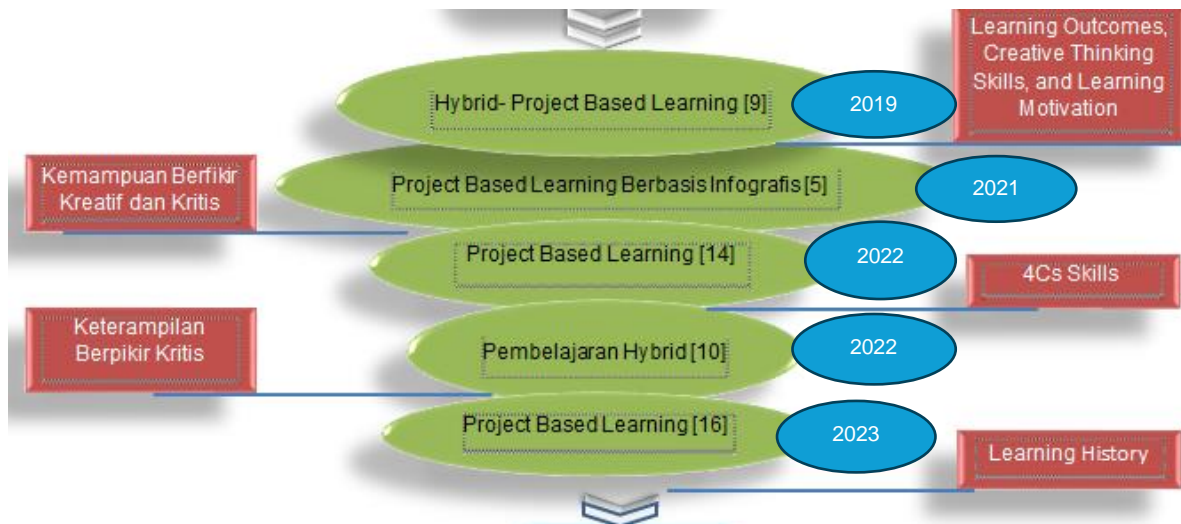 Learning Outcomes,
Creative Thinking
Skills, and Learning
Motivation
Hybrid- Project Based Learning [9]
2019
Kemampuan Berfikir
Kreatif dan Kritis
Project Based Learning Berbasis Infografis [5]
2021
Project Based Learning [14]
2022
4Cs Skills
Keterampilan
Berpikir Kritis
Pembelajaran Hybrid [10]
2022
Project Based Learning [16]
2023
Learning History